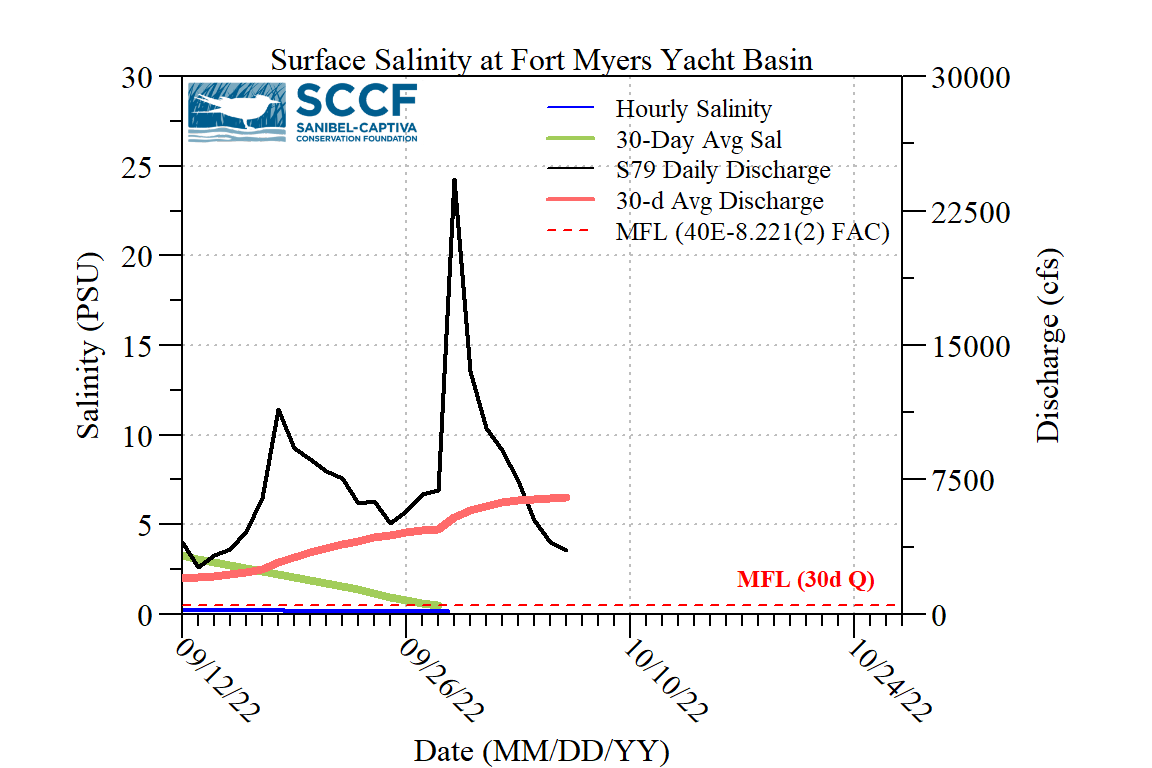 Surface Salinity at Fort Myers Yacht Basin
SCCF
SANIBEL-CAPTIVA
CONSERVATION FOUNDATION
Hourly Salinity
30-Day Avg Sal
S79 Daily Discharge
30-d Avg Discharge
MFL (40E-8.221(2) FAC)
30
25
20
15
10
5
0
Salinity (PSU)
30000
22500
15000
7500
0
Discharge (cfs)
MFL (30d Q)
09/12/22
09/26/22
10/10/22
10/24/22
Date (MM/DD/YY)